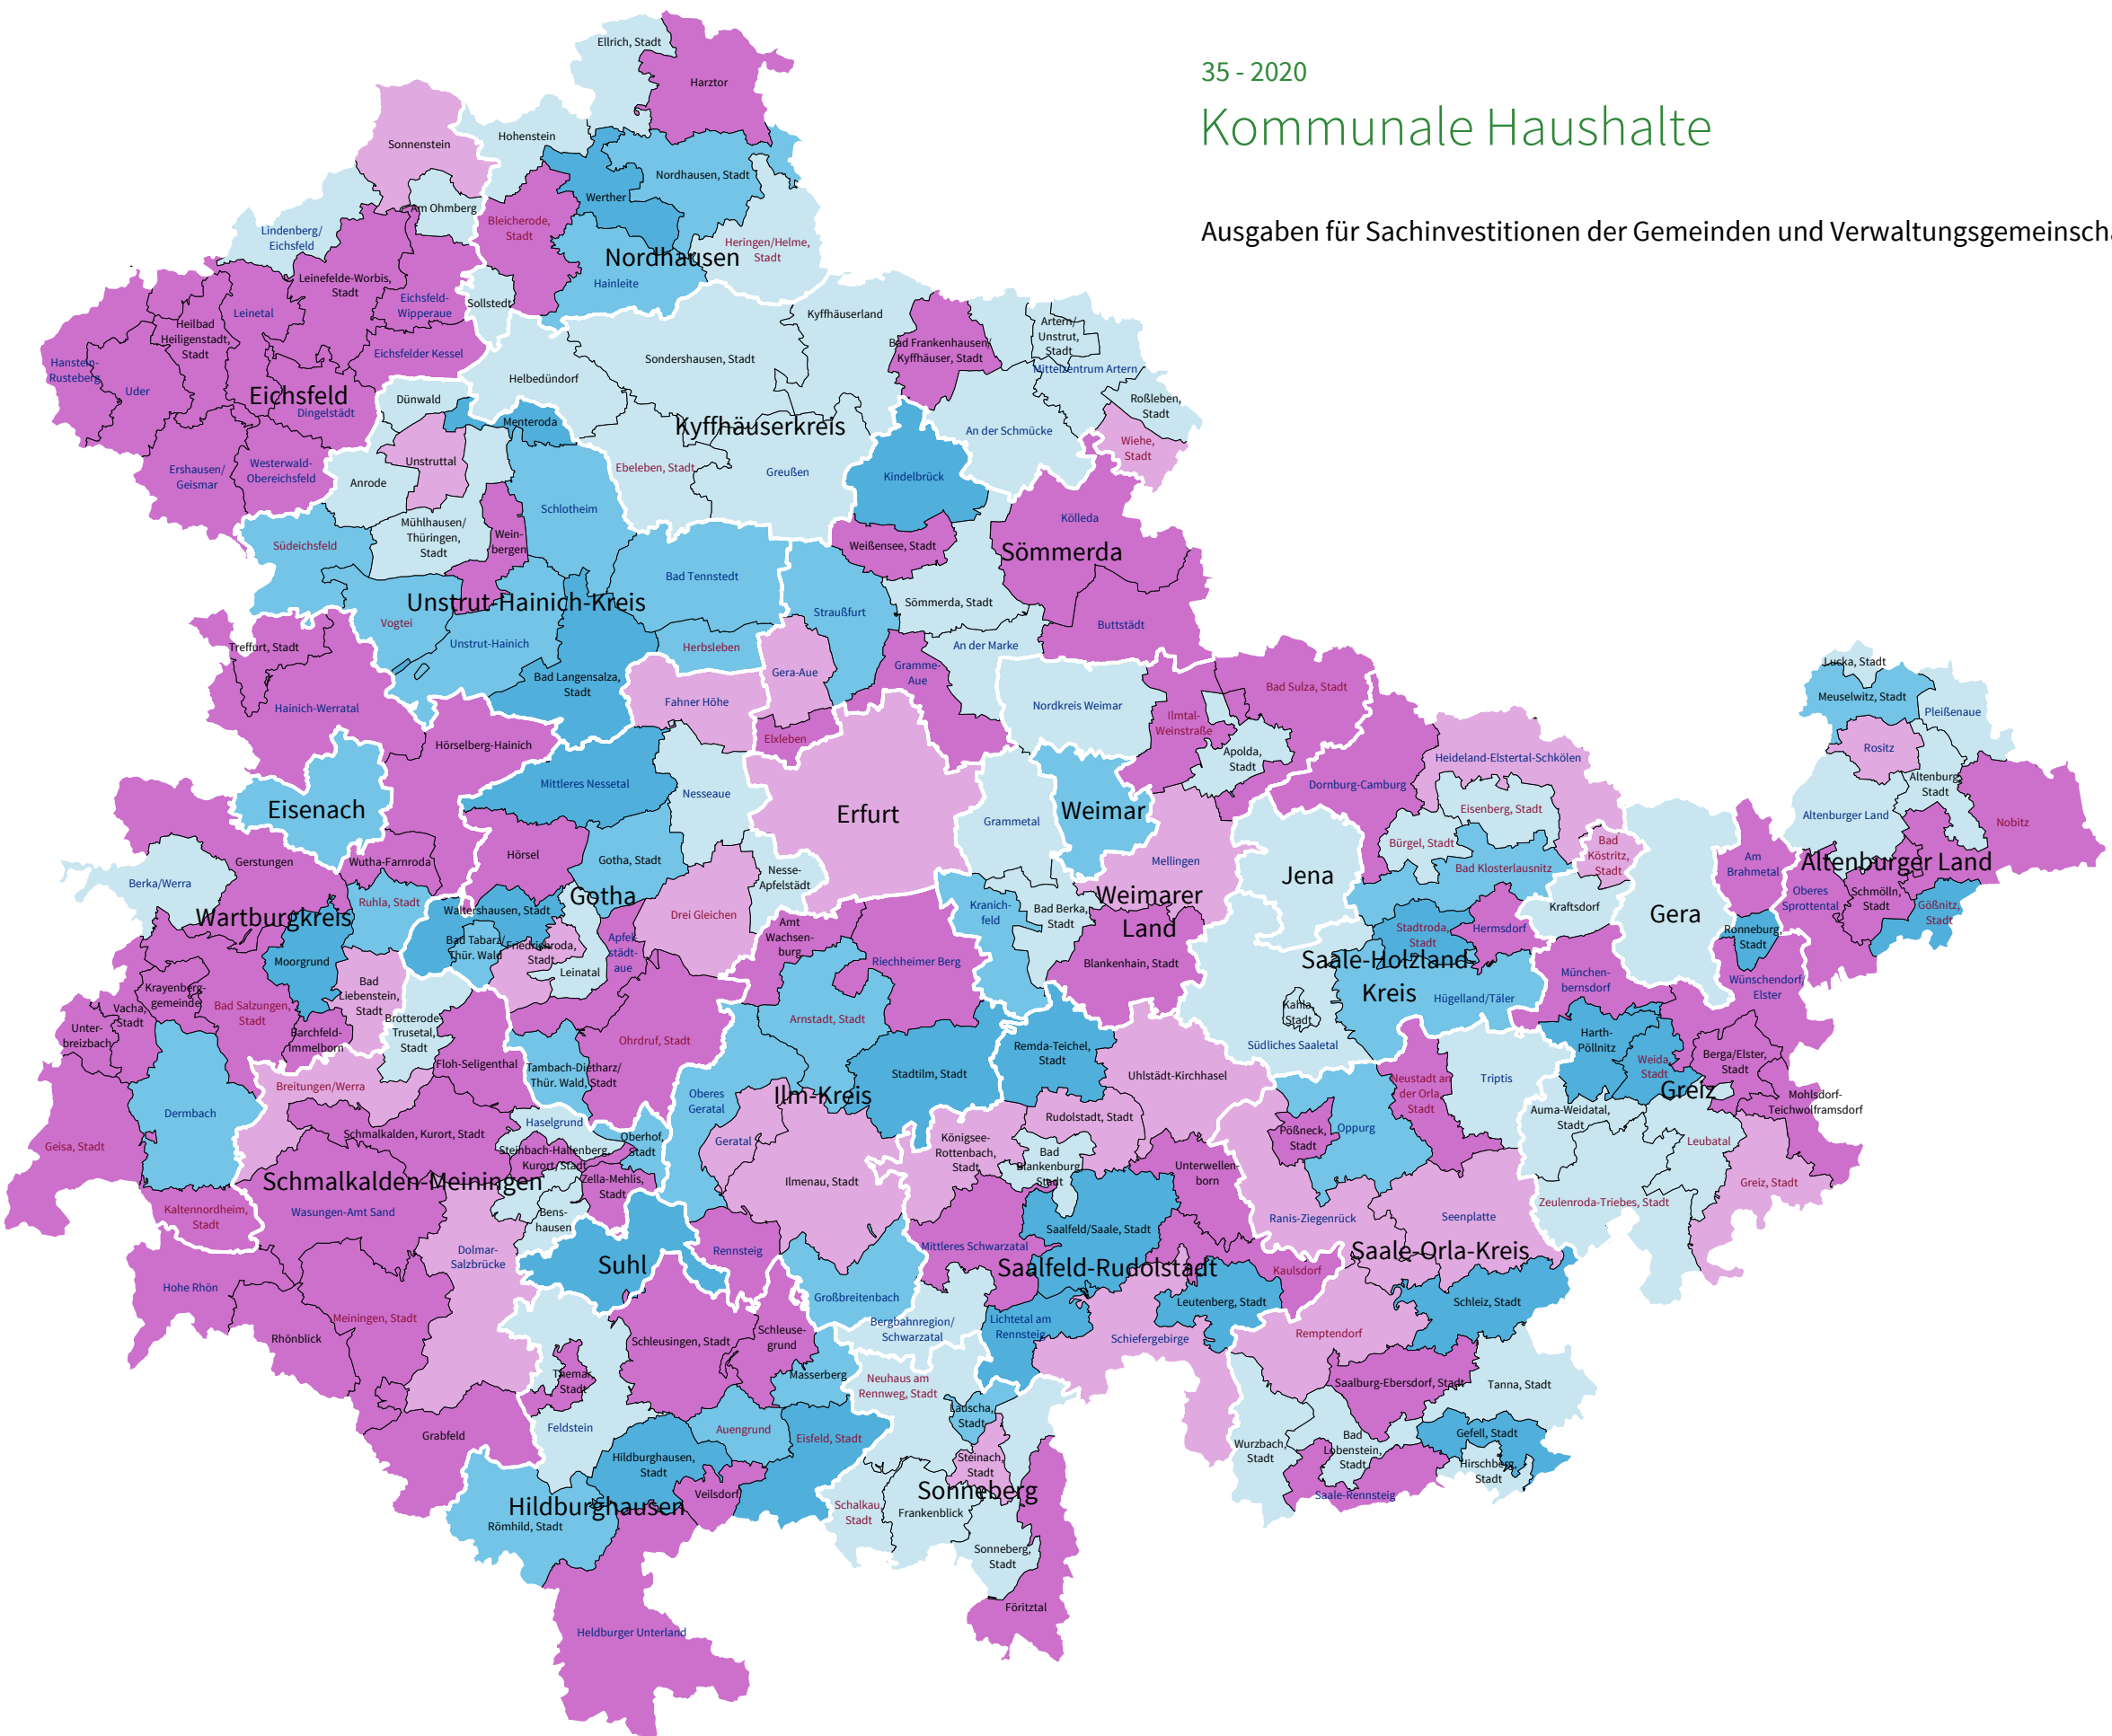 35 - 2020
Kommunale Haushalte
Ausgaben für Sachinvestitionen der Gemeinden und Verwaltungsgemeinscha
Ellrich, Stadt
Harztor
Hohenstein
Sonnenstein
Nordhausen, Stadt
Werther
Am Ohmberg
Bleicherode,
Stadt
Lindenberg/
Eichsfeld
Heringen/Helme,
Stadt
Nordhausen
Hainleite
Leinefelde-Worbis,
Stadt
Eichsfeld-
Wipperaue
Sollstedt
Leinetal
Heilbad
Heiligenstadt,
Stadt
Eichsfelder Kessel
Hanstein-
Rusteberg
Uder
Eichsfeld
Dingelstädt
Ershausen/
Geismar
Westerwald-
Obereichsfeld
Kyffhäuserland
Sondershausen, Stadt
Bad Frankenhausen/
Kyffhäuser, Stadt
Artern/
Unstrut,
Stadt
Mittelzentrum Artern
Helbedündorf
Roßleben,
Stadt
Dünwald
Menteroda
Kyffhäuserkreis
An der Schmücke
Wiehe,
Stadt
Unstruttal
Ebeleben, Stadt
Greußen
Kindelbrück
Anrode
Schlotheim
Mühlhausen/
Thüringen,
Stadt
Wein-
bergen
Südeichsfeld
Kölleda
Weißensee, Stadt
Sömmerda
Bad Tennstedt
Unstrut-Hainich-Kreis
Sömmerda, Stadt
Straußfurt
Vogtei
Buttstädt
Unstrut-Hainich
Herbsleben
An der Marke
Treffurt, Stadt
Bad Langensalza,
Stadt
Gera-Aue
Gramme-
Aue
Hainich-Werratal
Fahner Höhe
Nordkreis Weimar
Ilmtal-
Weinstraße
Bad Sulza, Stadt
Lucka, Stadt
Meuselwitz, Stadt
Pleißenaue
Hörselberg-Hainich
Elxleben
Rositz
Apolda,
Stadt
Heideland-Elstertal-Schkölen
Mittleres Nessetal
Nesseaue
Dornburg-Camburg
Altenburg,
Stadt
Eisenach
Erfurt
Weimar
Grammetal
Eisenberg, Stadt
Altenburger Land
Nobitz
Bürgel, Stadt
Bad
Köstritz,
Stadt
Gerstungen
Wutha-Farnroda
Hörsel
Gotha, Stadt
Mellingen
Bad Klosterlausnitz
Am
Brahmetal
Altenburger Land
Berka/Werra
Nesse-
Apfelstädt
Jena
Gotha
Weimarer
Land
Ruhla, Stadt
Wartburgkreis
Waltershausen, Stadt
Drei Gleichen
Kranich-
feld
Bad Berka,
Stadt
Kraftsdorf
Gera
Oberes
Sprottental
Schmölln,
Stadt
Gößnitz,
Stadt
Stadtroda,
Stadt
Hermsdorf
Ronneburg,
Stadt
Amt
Wachsen-
burg
Apfel-
städt-
aue
Bad Tabarz/
Thür. Wald
Friedrichroda,
Stadt
Leinatal
Moorgrund
Riechheimer Berg
Blankenhain, Stadt
Saale-Holzland-
Kreis
Hügelland/Täler
München-
bernsdorf
Wünschendorf/
Elster
Krayenberg-
gemeinde
Bad
Liebenstein,
Stadt
Vacha,
Stadt
Bad Salzungen,
Stadt
Kahla,
Stadt
Arnstadt, Stadt
Unter-
breizbach
Barchfeld-
Immelborn
Brotterode-
Trusetal,
Stadt
Ohrdruf, Stadt
Südliches Saaletal
Harth-
Pöllnitz
Remda-Teichel,
Stadt
Berga/Elster,
Stadt
Weida,
Stadt
Floh-Seligenthal
Tambach-Dietharz/
Thür. Wald, Stadt
Stadtilm, Stadt
Uhlstädt-Kirchhasel
Neustadt an
der Orla,
Stadt
Triptis
Breitungen/Werra
Ilm-Kreis
Oberes
Geratal
Greiz
Mohlsdorf-
Teichwolframsdorf
Dermbach
Auma-Weidatal,
Stadt
Rudolstadt, Stadt
Haselgrund
Oppurg
Pößneck,
Stadt
Leubatal
Geisa, Stadt
Schmalkalden, Kurort, Stadt
Oberhof,
Stadt
Geratal
Königsee-
Rottenbach,
Stadt
Steinbach-Hallenberg,
Kurort, Stadt
Bad
Blankenburg,
Stadt
Unterwellen-
born
Schmalkalden-Meiningen
Zella-Mehlis,
Stadt
Ilmenau, Stadt
Greiz, Stadt
Zeulenroda-Triebes, Stadt
Kaltennordheim,
Stadt
Wasungen-Amt Sand
Bens-
hausen
Ranis-Ziegenrück
Seenplatte
Saalfeld/Saale, Stadt
Dolmar-
Salzbrücke
Rennsteig
Mittleres Schwarzatal
Saale-Orla-Kreis
Suhl
Saalfeld-Rudolstadt
Kaulsdorf
Hohe Rhön
Großbreitenbach
Leutenberg, Stadt
Schleiz, Stadt
Meiningen, Stadt
Rhönblick
Schleusingen, Stadt
Schleuse-
grund
Bergbahnregion/
Schwarzatal
Lichtetal am
Rennsteig
Schiefergebirge
Remptendorf
Themar,
Stadt
Masserberg
Neuhaus am
Rennweg, Stadt
Saalburg-Ebersdorf, Stadt
Tanna, Stadt
Lauscha,
Stadt
Feldstein
Auengrund
Eisfeld, Stadt
Grabfeld
Gefell, Stadt
Hildburghausen,
Stadt
Steinach,
Stadt
Wurzbach,
Stadt
Bad
Lobenstein,
Stadt
Hirschberg,
Stadt
Sonneberg
Saale-Rennsteig
Veilsdorf
Hildburghausen
Schalkau,
Stadt
Frankenblick
Römhild, Stadt
Sonneberg,
Stadt
Föritztal
Heldburger Unterland